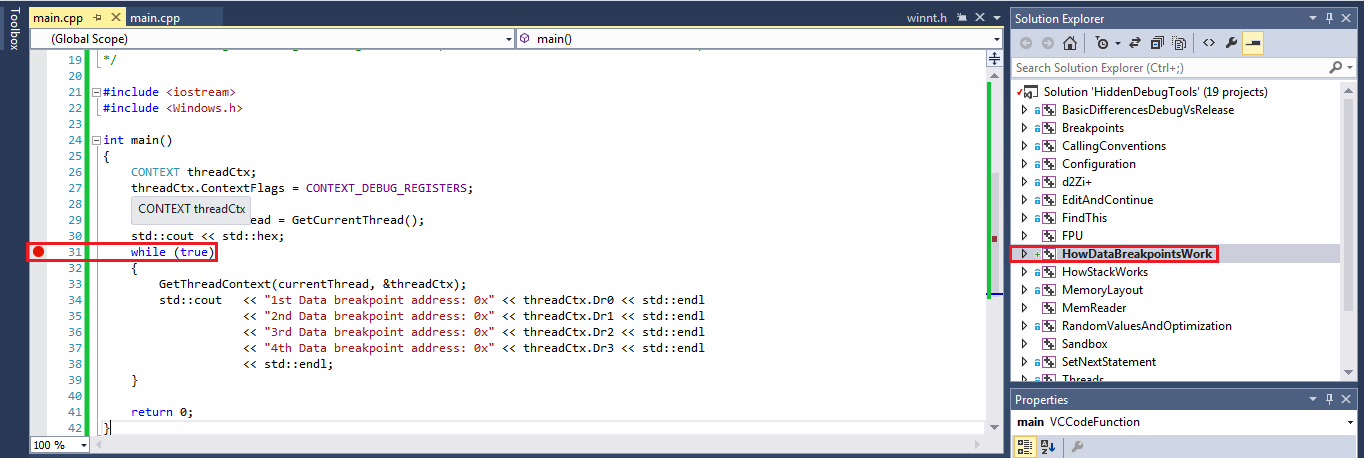 Toolbox
main.cpp
main.cpp
winnt.h
(Global Scope)
main()
19 */
20
21 #include <iostream>
22 #include <Windows.h>
23
24 int main()
25 {
26 CONTEXT threadCtx;
27 threadCtx.ContextFlags = CONTEXT_DEBUG_REGISTERS;
28
CONTEXT threadCtx
29 ead = GetCurrentThread();
30 std::cout << std::hex;
31 while (true)
32 {
33 GetThreadContext(currentThread, &threadCtx);
34 std::cout << "1st Data breakpoint address: 0x" << threadCtx.Dr0 << std::endl
35 << "2nd Data breakpoint address: 0x" << threadCtx.Dr1 << std::endl
36 << "3rd Data breakpoint address: 0x" << threadCtx.Dr2 << std::endl
37 << "4th Data breakpoint address: 0x" << threadCtx.Dr3 << std::endl
38 << std::endl;
39 }
40
41 return 0;
42 }
100 %
Solution Explorer
Search Solution Explorer (Ctrl+;)
Solution 'HiddenDebugTools' (19 projects)
BasicDifferencesDebugVsRelease
Breakpoints
CallingConventions
Configuration
d2Zi+
EditAndContinue
FindThis
FPU
HowDataBreakpointsWork
HowStackWorks
MemoryLayout
MemReader
RandomValuesAndOptimization
Sandbox
SetNextStatement
Threads
Properties
main VCCodeFunction